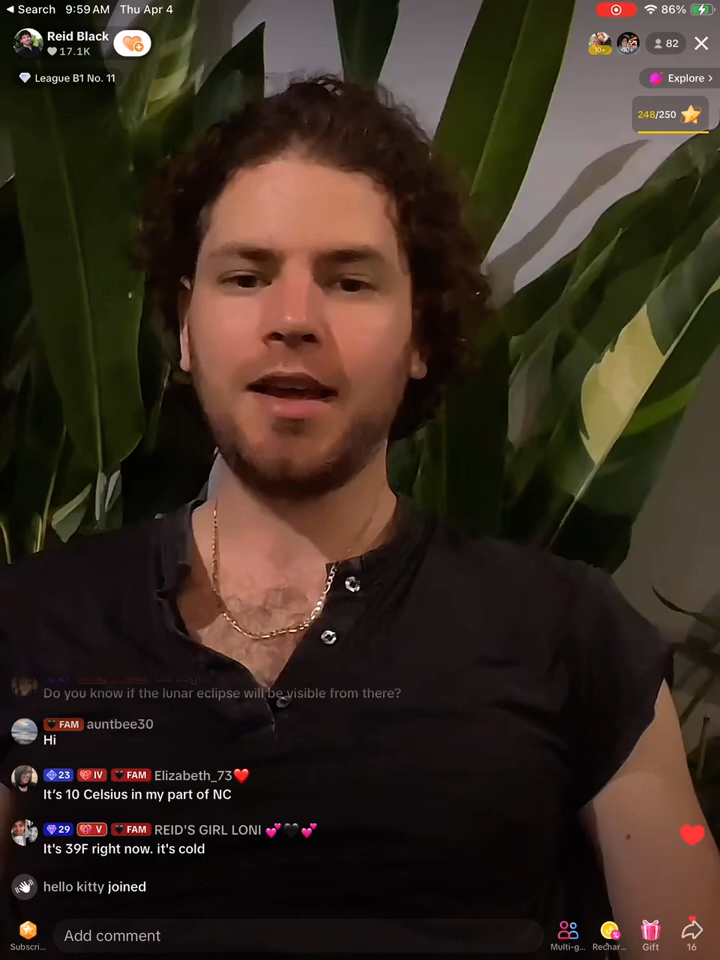 Search 9:59 AM Thu Apr 4 86%
Reid Black
17.1K
82
League B1 No. 11
Explore
248/250
Do you know if the lunar eclipse will be visible from there?
FAM auntbee30
Hi
23 IV FAM Elizabeth_73
It's 10 Celsius in my part of NC
29 V FAM REID'S GIRL LONI
It's 39F right now. it's cold
hello kitty joined
Add comment
Subscri...
Multi-g...
Rechar...
Gift
16